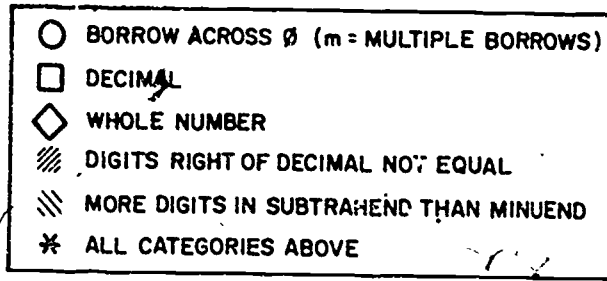 BORROW ACROSS Ø (m = MULTIPLE BORROWS)
DECIMAL
WHOLE NUMBER
DIGITS RIGHT OF DECIMAL NOT EQUAL
MORE DIGITS IN SUBTRAHEND THAN MINUEND
ALL CATEGORIES ABOVE